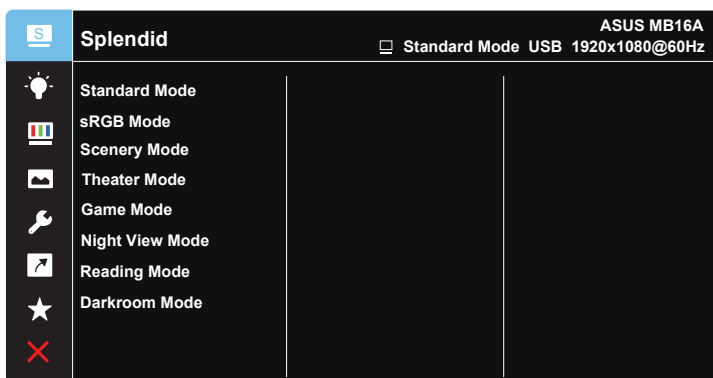 S
Splendid
ASUS MB16A
Standard Mode USB 1920x1080@60Hz
Standard Mode
sRGB Mode
Scenery Mode
Theater Mode
Game Mode
Night View Mode
Reading Mode
Darkroom Mode